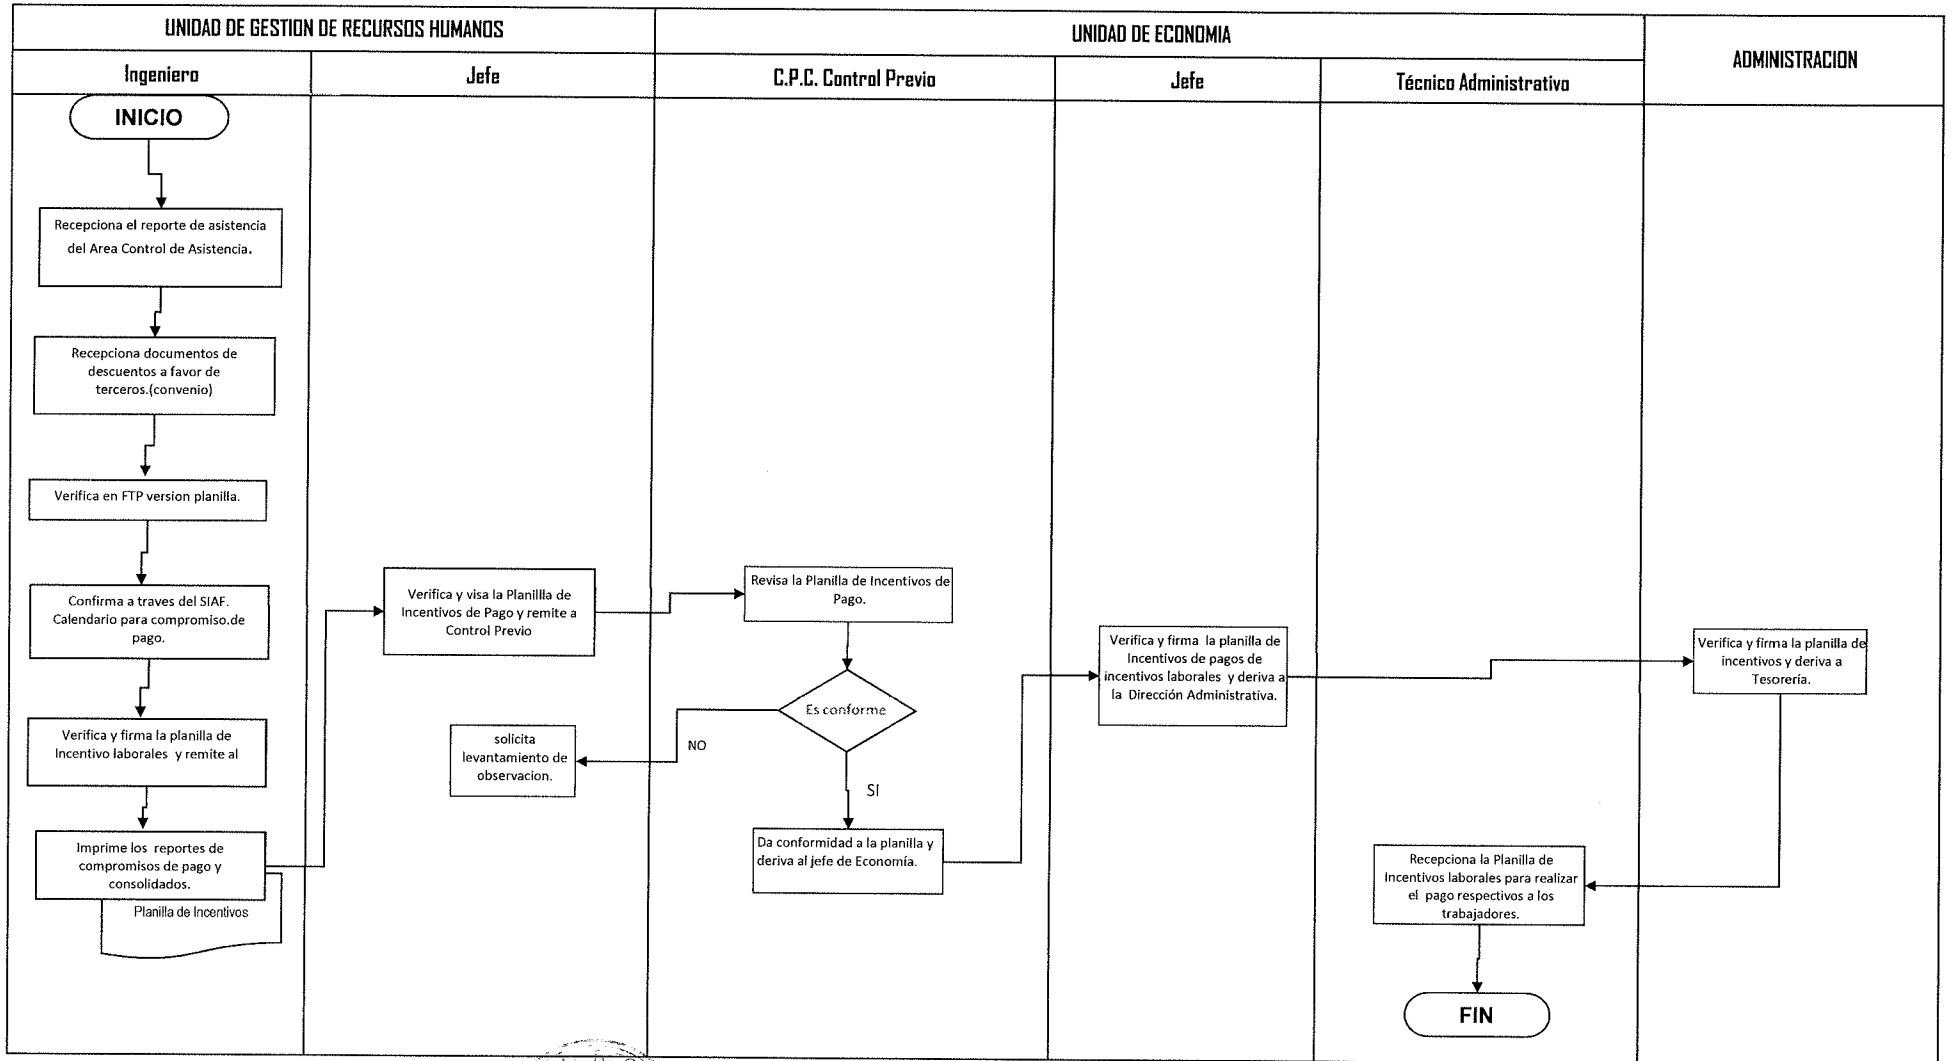 UNIDAD DE GESTION DE RECURSOS HUMANOS
UNIDAD DE ECONOMIA
ADMINISTRACION
Ingeniero
Jefe
C.P.C. Control Previo
Jefe
Técnico Administrativo
INICIO
Recepciona el reporte de asistencia
del Area Control de Asistencia.
Recepciona documentos de
descuentos a favor de
terceros.(convenio)
Verifica en FTP version planilla.
Confirma a traves del SIAF.
Calendario para compromiso.de
pago.
Verifica y firma la planilla de
Incentivo laborales y remite al
Imprime los reportes de
compromisos de pago y
consolidados.
Planilla de Incentivos
Verifica y visa la Planillla de
Incentivos de Pago y remite a
Control Previo
solicita
levantamiento de
observacion.
Revisa la Planilla de Incentivos de
Pago.
Es conforme
NO
SI
Da conformidad a la planilla y
deriva al jefe de Economía.
Verifica y firma la planilla de
Incentivos de pagos de
incentivos laborales y deriva a
la Dirección Administrativa.
Verifica y firma la planilla de
incentivos y deriva a
Tesorería.
Recepciona la Planilla de
Incentivos laborales para realizar
el pago respectivos a los
trabajadores.
FIN